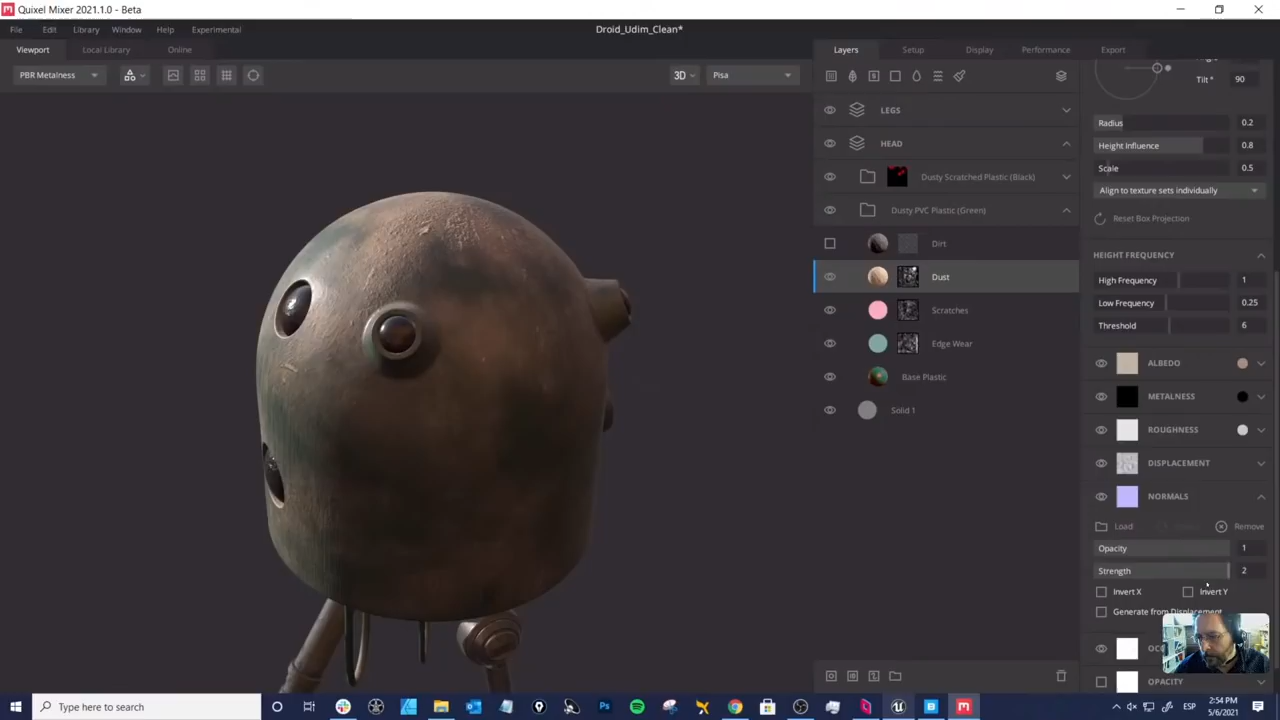 Quixel Mixer 2021.1.0 - Beta
File Edit Library Window Help Experimental
Droid_Udim_Clean*
Viewport Local Library Online
Layers Setup Display Performance Export
PBR Metalness
3D Pisa
Tilt° 90
LEGS
HEAD
Dusty Scratched Plastic (Black)
Dusty PVC Plastic (Green)
Dirt
Dust
Scratches
Edge Wear
Base Plastic
Solid 1
Radius 0.2
Height Influence 0.8
Scale 0.5
Align to texture sets individually
Reset Box Projection
HEIGHT FREQUENCY
High Frequency 1
Low Frequency 0.25
Threshold 6
ALBEDO
METALNESS
ROUGHNESS
DISPLACEMENT
NORMALS
Load Remove
Opacity 1
Strength 2
Invert X Invert Y
Generate from Displacement
OPACITY
Type here to search
ESP
2:54 PM
5/6/2021